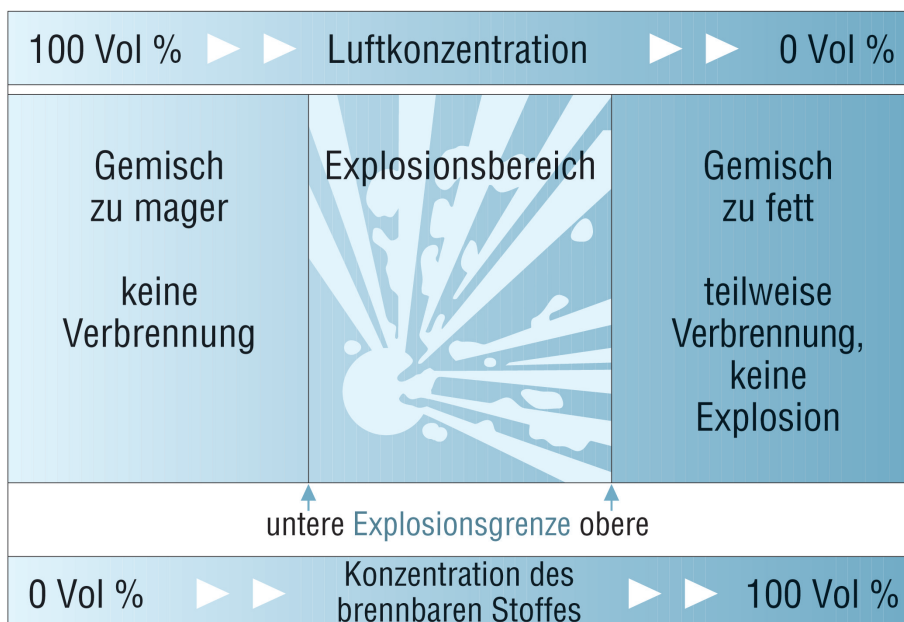 100 Vol % Luftkonzentration 0 Vol %
Gemisch
zu mager
keine
Verbrennung
Explosionsbereich
Gemisch
zu fett
teilweise
Verbrennung,
keine
Explosion
untere Explosionsgrenze obere
0 Vol % Konzentration des
brennbaren Stoffes 100 Vol %